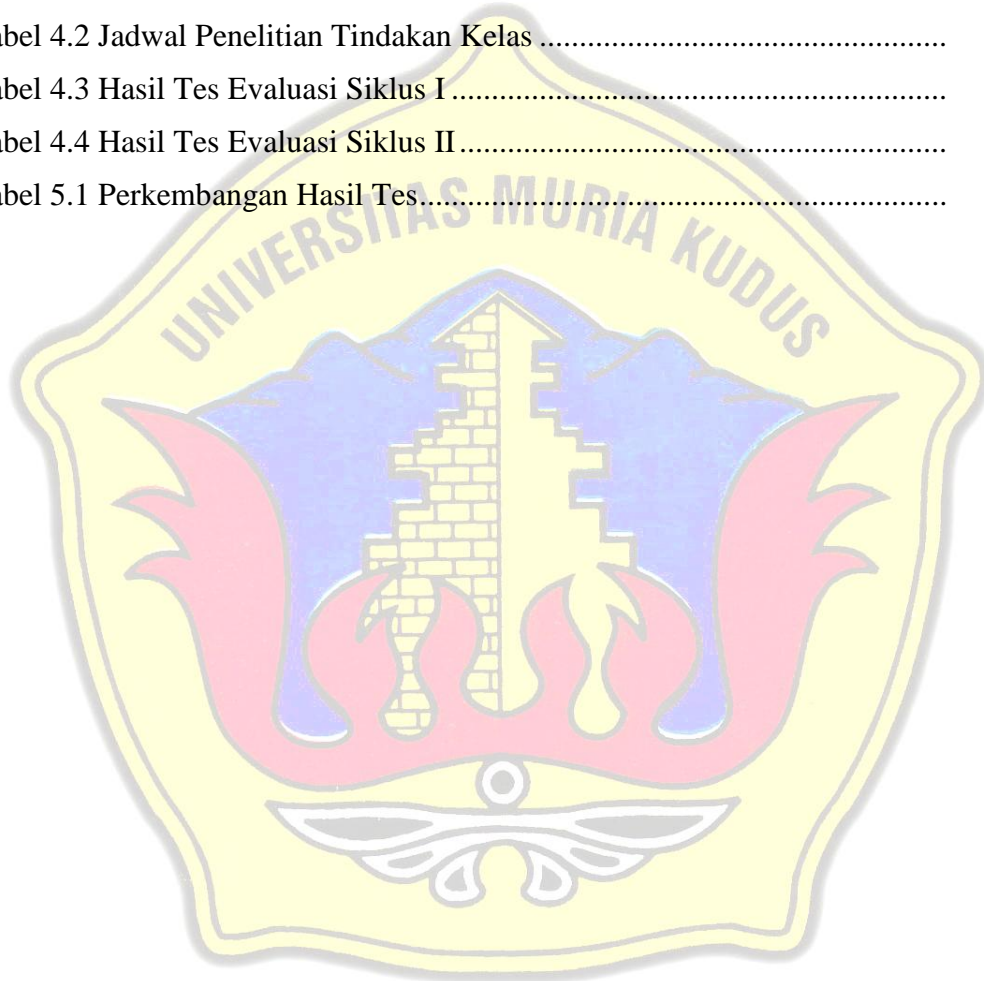 abel 4.2 Jadwal Penelitian Tindakan Kelas ...................................................
abel 4.3 Hasil Tes Evaluasi Siklus I ..............................................................
abel 4.4 Hasil Tes Evaluasi Siklus II .............................................................
abel 5.1 Perkembangan Hasil Tes ..................................................................
UNIVERSITAS MURIA KUDUS